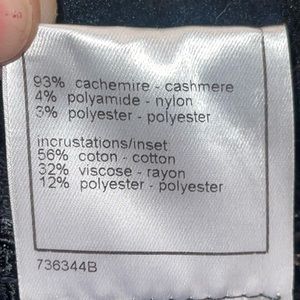 93% cachemire - cashmere
4% polyamide - nylon
3% polyester - polyester
incrustations/inset:
56% coton - cotton
32% viscose - rayon
12% polyester - polyester
736344B